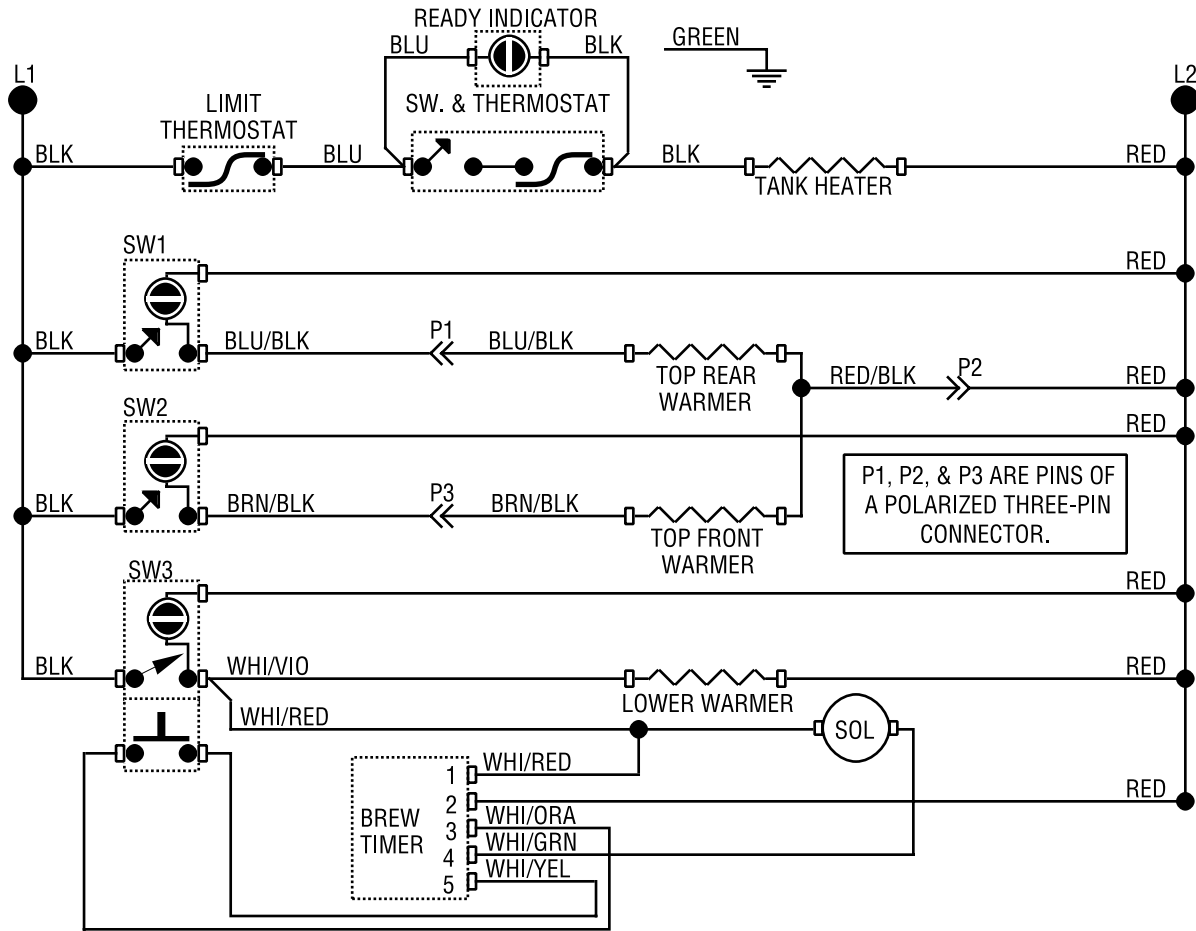 READY INDICATOR
BLU
BLK
GREEN
L1
L2
LIMIT
THERMOSTAT
SW. & THERMOSTAT
BLK
BLU
BLK
RED
TANK HEATER
SW1
RED
BLK
BLU/BLK
P1
BLU/BLK
TOP REAR
WARMER
RED/BLK
P2
RED
SW2
RED
BLK
BRN/BLK
P3
BRN/BLK
TOP FRONT
WARMER
P1, P2, & P3 ARE PINS OF
A POLARIZED THREE-PIN
CONNECTOR.
SW3
RED
BLK
WHI/VIO
RED
LOWER WARMER
WHI/RED
SOL
BREW
TIMER
1
WHI/RED
2
RED
3
WHI/ORA
4
WHI/GRN
5
WHI/YEL